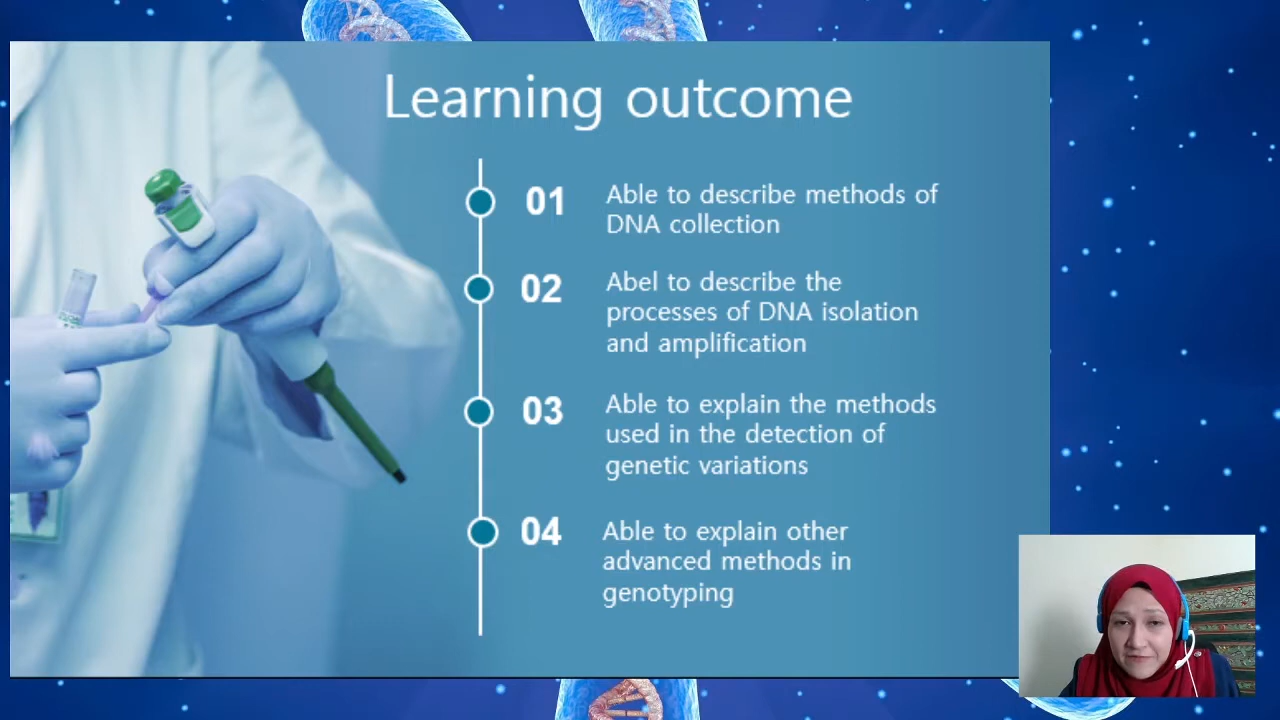 Learning outcome
01
Able to describe methods of
DNA collection
02
Abel to describe the
processes of DNA isolation
and amplification
03
Able to explain the methods
used in the detection of
genetic variations
04
Able to explain other
advanced methods in
genotyping